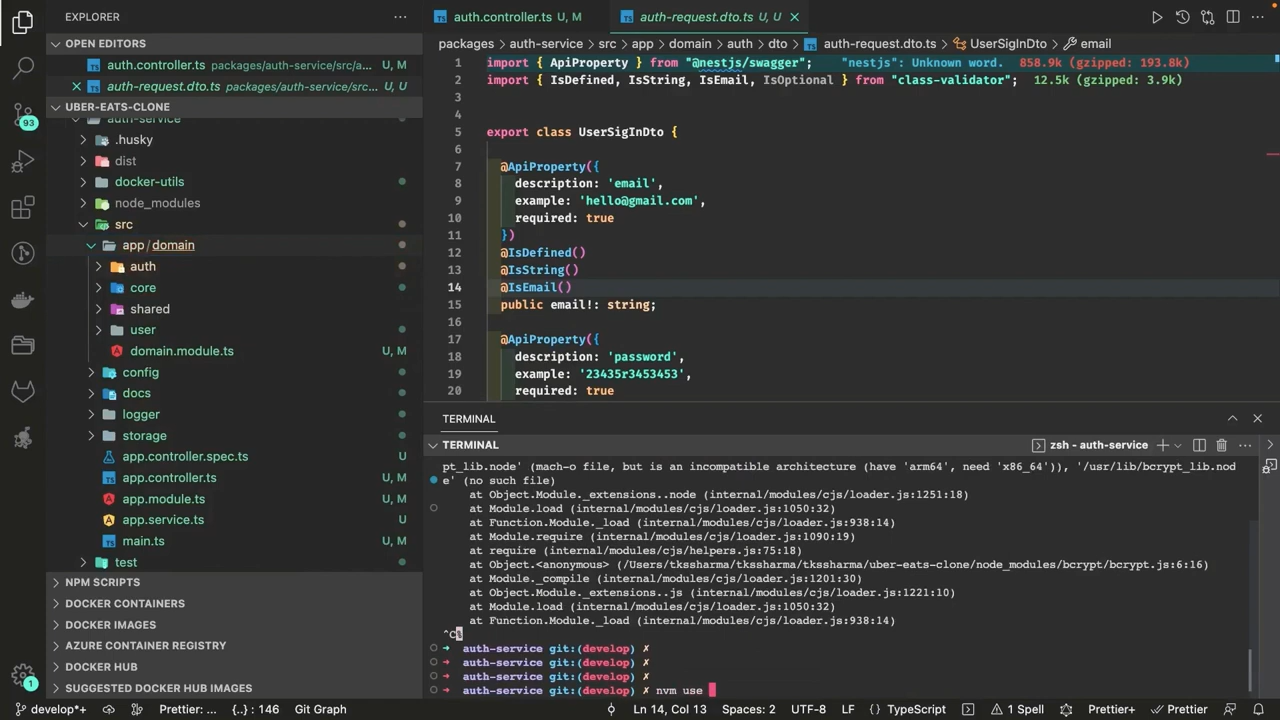 EXPLORER
OPEN EDITORS
auth.controller.ts packages/auth-service/src/a... U, M
auth-request.dto.ts packages/auth-service/src... U, U
UBER-EATS-CLONE
auth-service
.husky
dist
docker-utils
node_modules
src
app/domain
auth
core
shared
user
domain.module.ts U, M
config
docs
logger
storage
app.controller.spec.ts U
app.controller.ts U, M
app.module.ts U, M
app.service.ts U
main.ts U, M
test
NPM SCRIPTS
DOCKER CONTAINERS
DOCKER IMAGES
AZURE CONTAINER REGISTRY
DOCKER HUB
SUGGESTED DOCKER HUB IMAGES
93
1
auth.controller.ts U, M
auth-request.dto.ts U, U
packages > auth-service > src > app > domain > auth > dto > auth-request.dto.ts > UserSigInDto > email
1 import { ApiProperty } from "@nestjs/swagger"; "nestjs": Unknown word. 858.9k (gzipped: 193.8k)
2 import { IsDefined, IsString, IsEmail, IsOptional } from "class-validator"; 12.5k (gzipped: 3.9k)
3
4
5 export class UserSigInDto {
6
7 @ApiProperty({
8 description: 'email',
9 example: 'hello@gmail.com',
10 required: true
11 })
12 @IsDefined()
13 @IsString()
14 @IsEmail()
15 public email!: string;
16
17 @ApiProperty({
18 description: 'password',
19 example: '23435r3453453',
20 required: true
TERMINAL
TERMINAL zsh - auth-service
pt_lib.node' (mach-o file, but is an incompatible architecture (have 'arm64', need 'x86_64')), '/usr/lib/bcrypt_lib.nod
e' (no such file)
at Object.Module._extensions..node (internal/modules/cjs/loader.js:1251:18)
at Module.load (internal/modules/cjs/loader.js:1050:32)
at Function.Module._load (internal/modules/cjs/loader.js:938:14)
at Module.require (internal/modules/cjs/loader.js:1090:19)
at require (internal/modules/cjs/helpers.js:75:18)
at Object.<anonymous> (/Users/tkssharma/tkssharma/uber-eats-clone/node_modules/bcrypt/bcrypt.js:6:16)
at Module._compile (internal/modules/cjs/loader.js:1201:30)
at Object.Module._extensions..js (internal/modules/cjs/loader.js:1221:10)
at Module.load (internal/modules/cjs/loader.js:1050:32)
at Function.Module._load (internal/modules/cjs/loader.js:938:14)
^C%
→ auth-service git:(develop) ✗
→ auth-service git:(develop) ✗
→ auth-service git:(develop) ✗
→ auth-service git:(develop) ✗ nvm use
develop*+ Prettier: ... {..} : 146 Git Graph Ln 14, Col 13 Spaces: 2 UTF-8 LF {} TypeScript 1 Spell Prettier+ Prettier